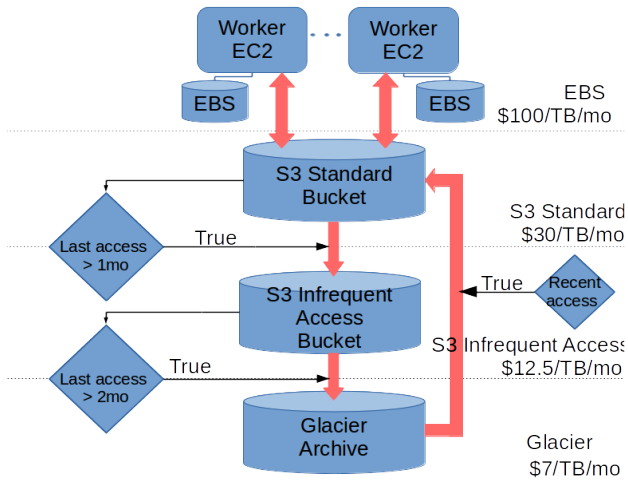 Worker
EC2
Worker
EC2
EBS
EBS
EBS
$100/TB/mo
S3 Standard
Bucket
Last access
> 1mo
True
S3 Standard
$30/TB/mo
S3 Infrequent
Access
Bucket
True
Recent
access
S3 Infrequent Access
$12.5/TB/mo
Last access
> 2mo
True
Glacier
Archive
Glacier
$7/TB/mo